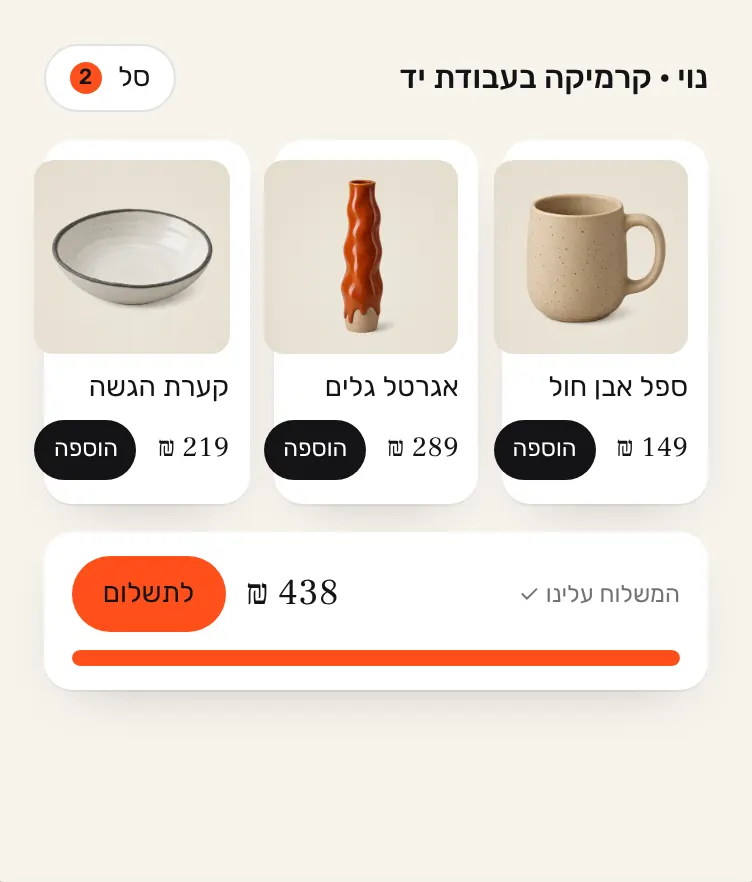 נוי • קרמיקה בעבודת יד
סל 2
ספל אבן חול
149 ₪
הוספה
אגרטל גלים
289 ₪
הוספה
קערת הגשה
219 ₪
הוספה
המשלוח עלינו ✓
438 ₪
לתשלום